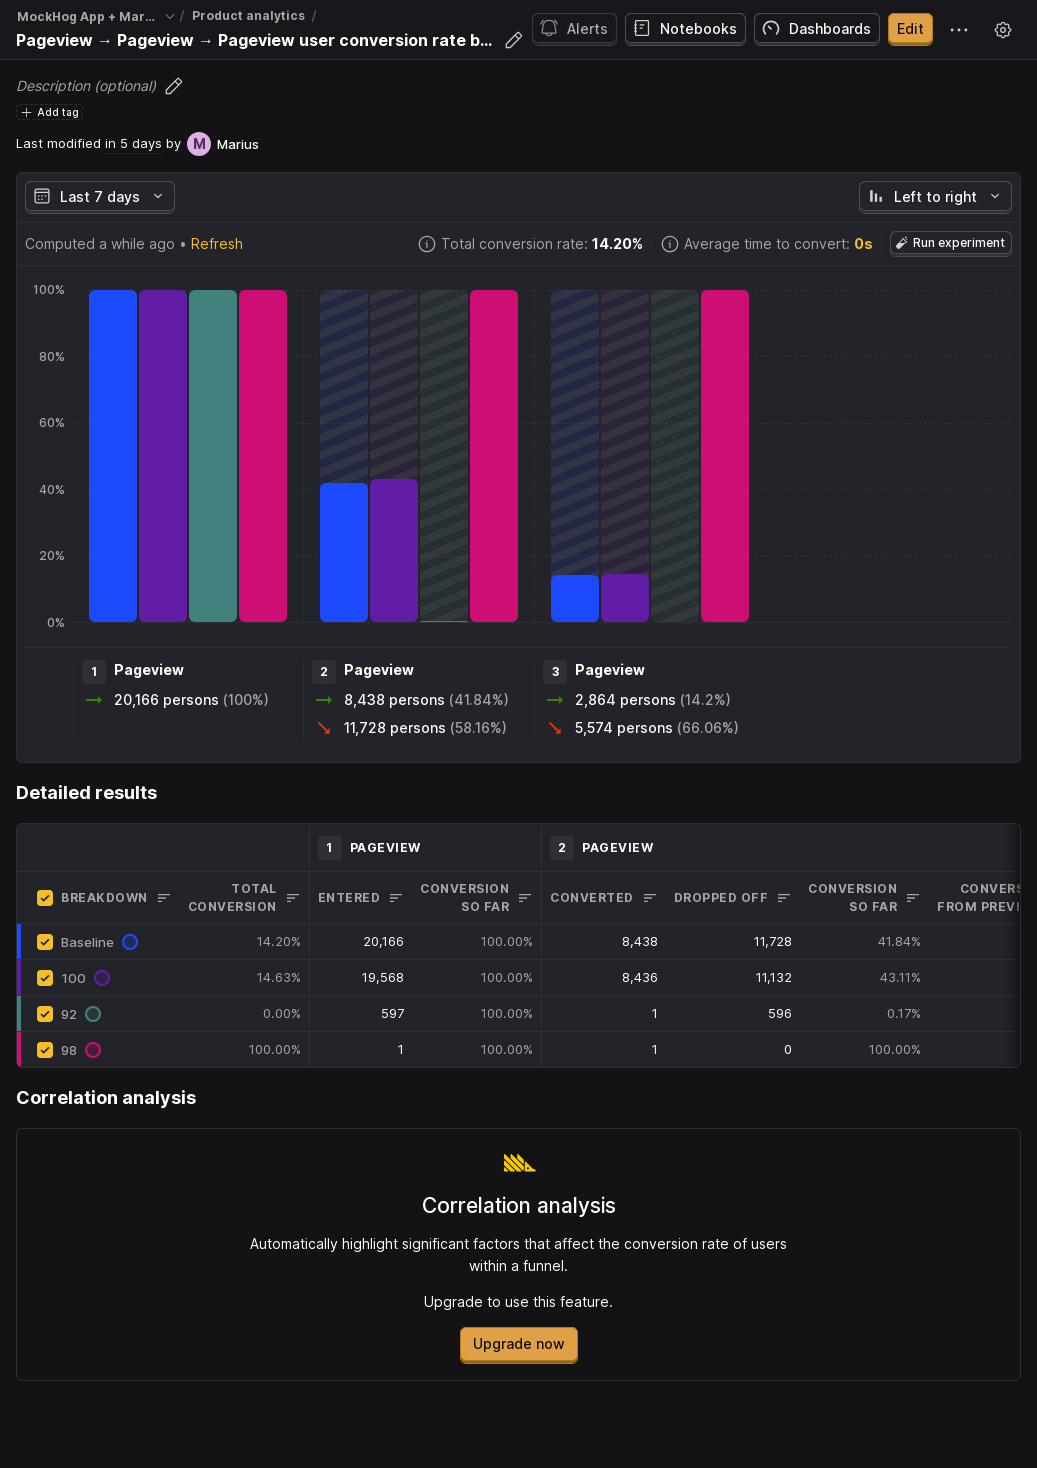 MockHog App + Mar... / Product analytics /
Pageview → Pageview → Pageview user conversion rate b...
Alerts Notebooks Dashboards Edit
Description (optional)
Add tag
Last modified in 5 days by M Marius
Last 7 days Left to right
Computed a while ago • Refresh Total conversion rate: 14.20% Average time to convert: 0s Run experiment
100%
80%
60%
40%
20%
0%
1 Pageview 2 Pageview 3 Pageview
20,166 persons (100%) 8,438 persons (41.84%) 2,864 persons (14.2%)
11,728 persons (58.16%) 5,574 persons (66.06%)
Detailed results
1 PAGEVIEW 2 PAGEVIEW
BREAKDOWN TOTAL CONVERSION ENTERED CONVERSION SO FAR CONVERTED DROPPED OFF CONVERSION SO FAR CONVERS FROM PREVI
Baseline 14.20% 20,166 100.00% 8,438 11,728 41.84%
100 14.63% 19,568 100.00% 8,436 11,132 43.11%
92 0.00% 597 100.00% 1 596 0.17%
98 100.00% 1 100.00% 1 0 100.00%
Correlation analysis
Correlation analysis
Automatically highlight significant factors that affect the conversion rate of users
within a funnel.
Upgrade to use this feature.
Upgrade now